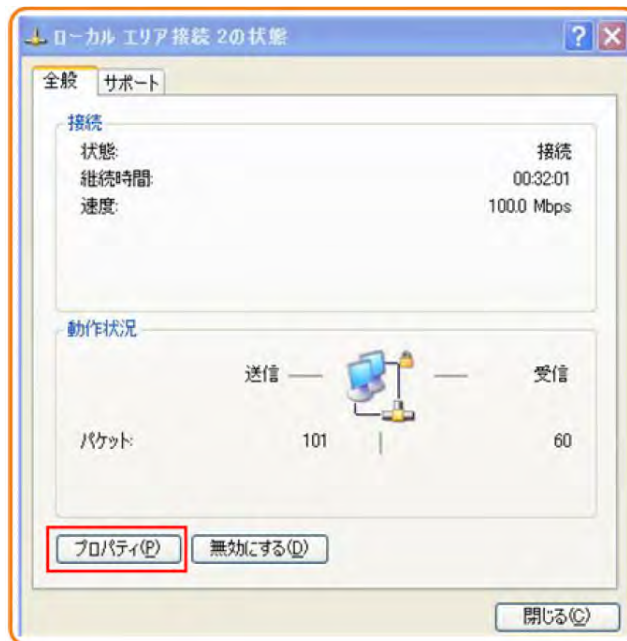 ローカル エリア接続 2の状態
全般 サポート
接続
状態: 接続
継続時間: 00:32:01
速度: 100.0 Mbps
動作状況
送信 受信
パケット: 101 60
プロパティ(P) 無効にする(D)
閉じる(C)